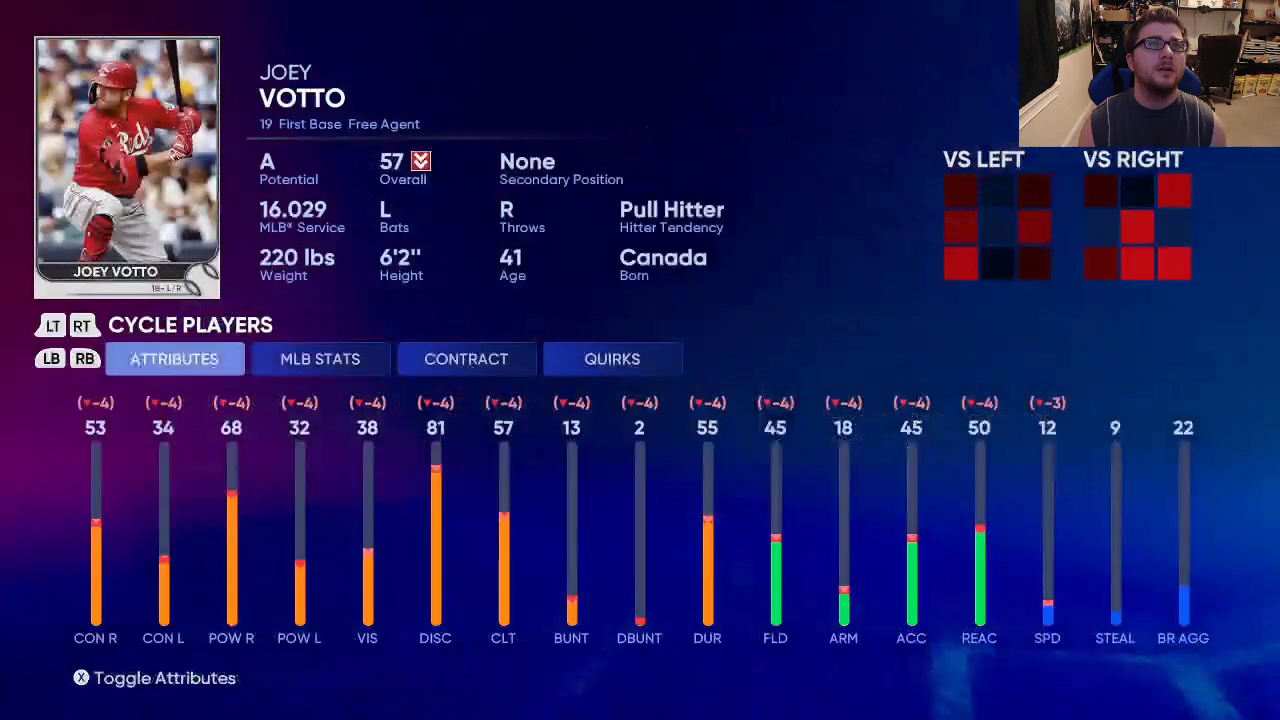 JOEY
VOTTO
19 First Base Free Agent
A
Potential
57
Overall
None
Secondary Position
16.029
MLB® Service
L
Bats
R
Throws
Pull Hitter
Hitter Tendency
220 lbs
Weight
6'2"
Height
41
Age
Canada
Born
VS LEFT
VS RIGHT
Reds
JOEY VOTTO
1B- L/R
LT RT CYCLE PLAYERS
LB RB ATTRIBUTES MLB STATS CONTRACT QUIRKS
(▼-4) (▼-4) (▼-4) (▼-4) (▼-4) (▼-4) (▼-4) (▼-4) (▼-4) (▼-4) (▼-4) (▼-4) (▼-4) (▼-4) (▼-3)
53 34 68 32 38 81 57 13 2 55 45 18 45 50 12 9 22
CON R CON L POW R POW L VIS DISC CLT BUNT DBUNT DUR FLD ARM ACC REAC SPD STEAL BR AGG
X Toggle Attributes